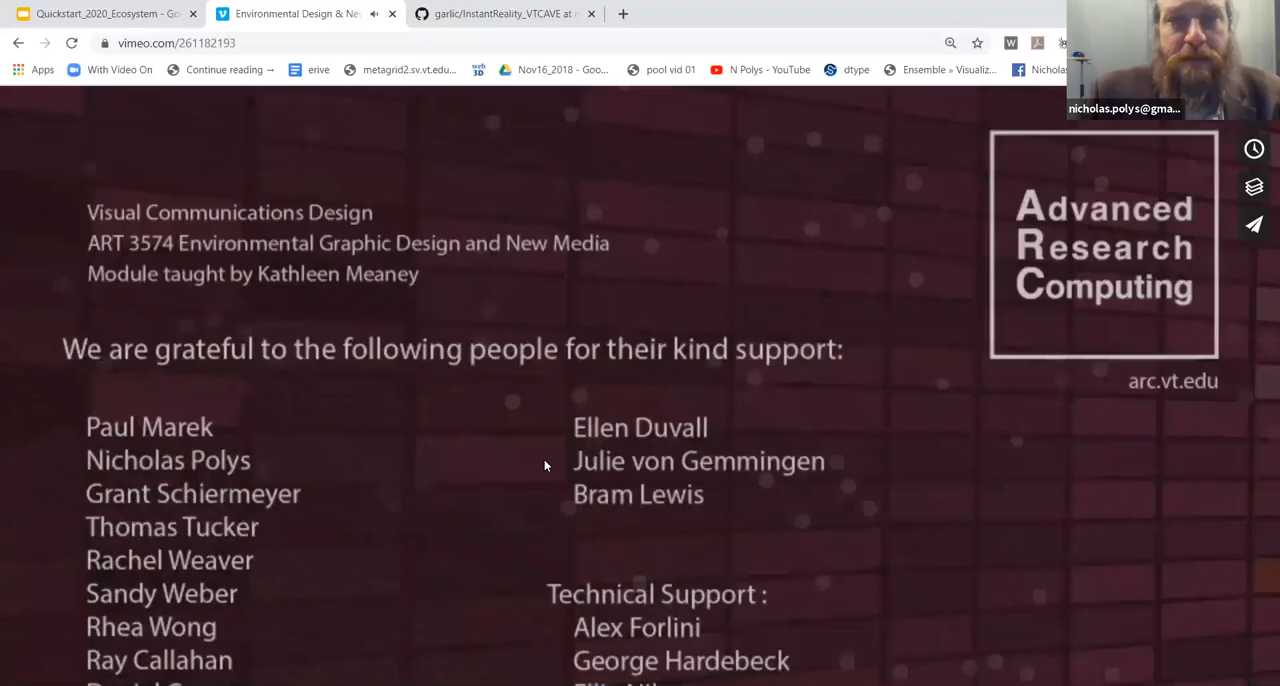 Quickstart_2020_Ecosystem - Go
Environmental Design & Ne
garlic/InstantReality_VTCAVE at
vimeo.com/261182193
Apps
With Video On
Continue reading →
erive
metagrid2.sv.vt.edu...
web
3D
Nov16_2018 - Goo...
pool vid 01
N Polys - YouTube
dtype
Ensemble » Visualiz...
Nicholas
nicholas.polys@gma...
Visual Communications Design
ART 3574 Environmental Graphic Design and New Media
Module taught by Kathleen Meaney
Advanced
Research
Computing
arc.vt.edu
We are grateful to the following people for their kind support:
Paul Marek
Nicholas Polys
Grant Schiermeyer
Thomas Tucker
Rachel Weaver
Sandy Weber
Rhea Wong
Ray Callahan
Ellen Duvall
Julie von Gemmingen
Bram Lewis
Technical Support :
Alex Forlini
George Hardebeck